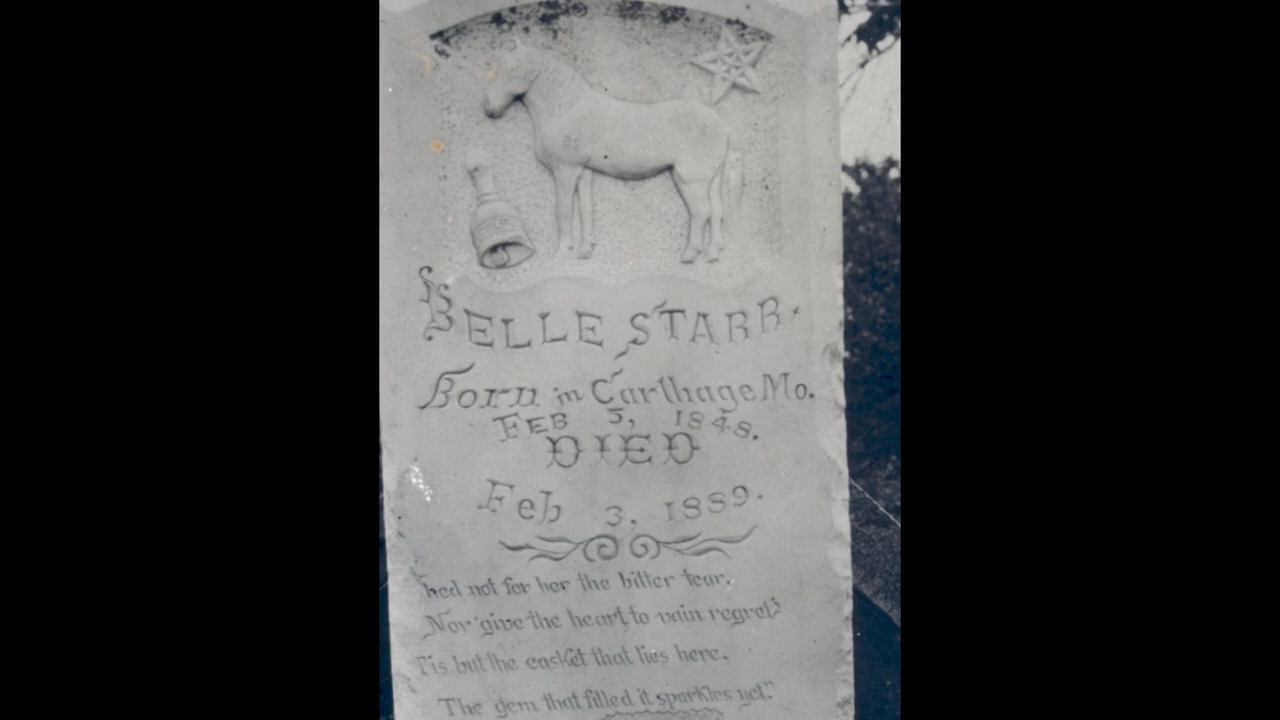 BS
BELLE STARR.
Born in Carthage Mo.
FEB 5, 1848.
DIED
Feb 3, 1889.
hed not for her the bitter tear,
Nor give the heart to vain regret;
Tis but the casket that lies here,
The gem that filled it sparkles yet."